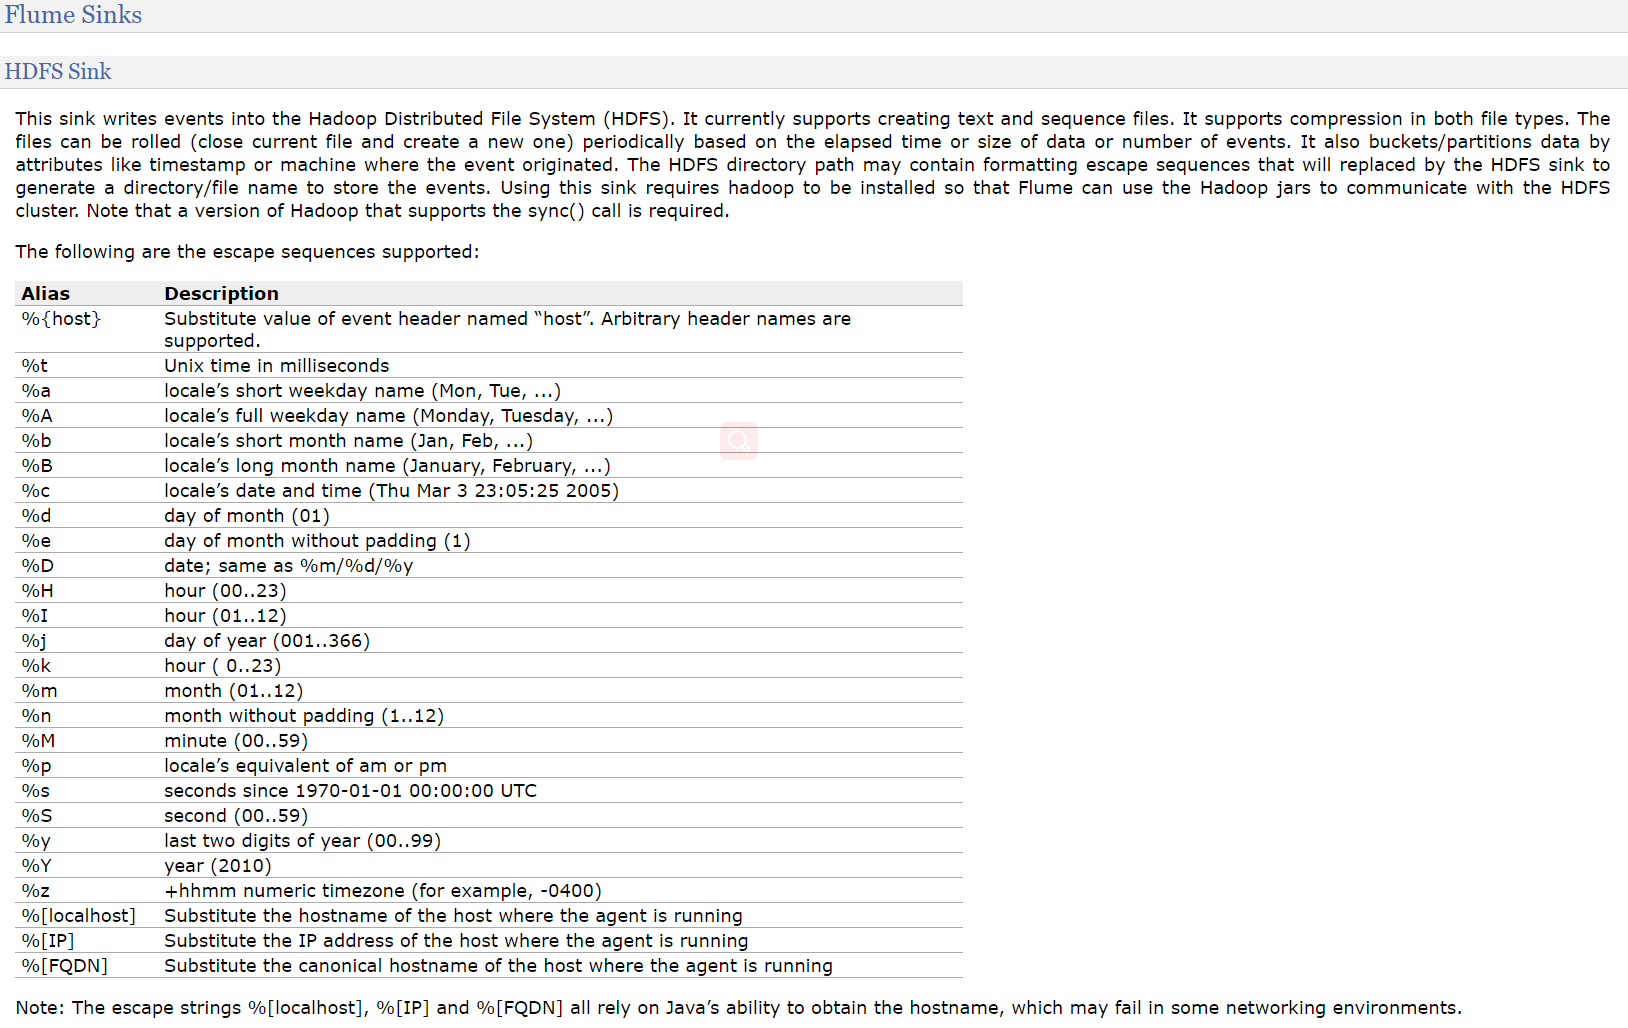 Flume Sinks
HDFS Sink
This sink writes events into the Hadoop Distributed File System (HDFS). It currently supports creating text and sequence files. It supports compression in both file types. The
files can be rolled (close current file and create a new one) periodically based on the elapsed time or size of data or number of events. It also buckets/partitions data by
attributes like timestamp or machine where the event originated. The HDFS directory path may contain formatting escape sequences that will replaced by the HDFS sink to
generate a directory/file name to store the events. Using this sink requires hadoop to be installed so that Flume can use the Hadoop jars to communicate with the HDFS
cluster. Note that a version of Hadoop that supports the sync() call is required.
The following are the escape sequences supported:
Alias Description
%{host} Substitute value of event header named “host”. Arbitrary header names are
supported.
%t Unix time in milliseconds
%a locale’s short weekday name (Mon, Tue, ...)
%A locale’s full weekday name (Monday, Tuesday, ...)
%b locale’s short month name (Jan, Feb, ...)
%B locale’s long month name (January, February, ...)
%c locale’s date and time (Thu Mar 3 23:05:25 2005)
%d day of month (01)
%e day of month without padding (1)
%D date; same as %m/%d/%y
%H hour (00..23)
%I hour (01..12)
%j day of year (001..366)
%k hour ( 0..23)
%m month (01..12)
%n month without padding (1..12)
%M minute (00..59)
%p locale’s equivalent of am or pm
%s seconds since 1970-01-01 00:00:00 UTC
%S second (00..59)
%y last two digits of year (00..99)
%Y year (2010)
%z +hhmm numeric timezone (for example, -0400)
%[localhost] Substitute the hostname of the host where the agent is running
%[IP] Substitute the IP address of the host where the agent is running
%[FQDN] Substitute the canonical hostname of the host where the agent is running
Note: The escape strings %[localhost], %[IP] and %[FQDN] all rely on Java’s ability to obtain the hostname, which may fail in some networking environments.